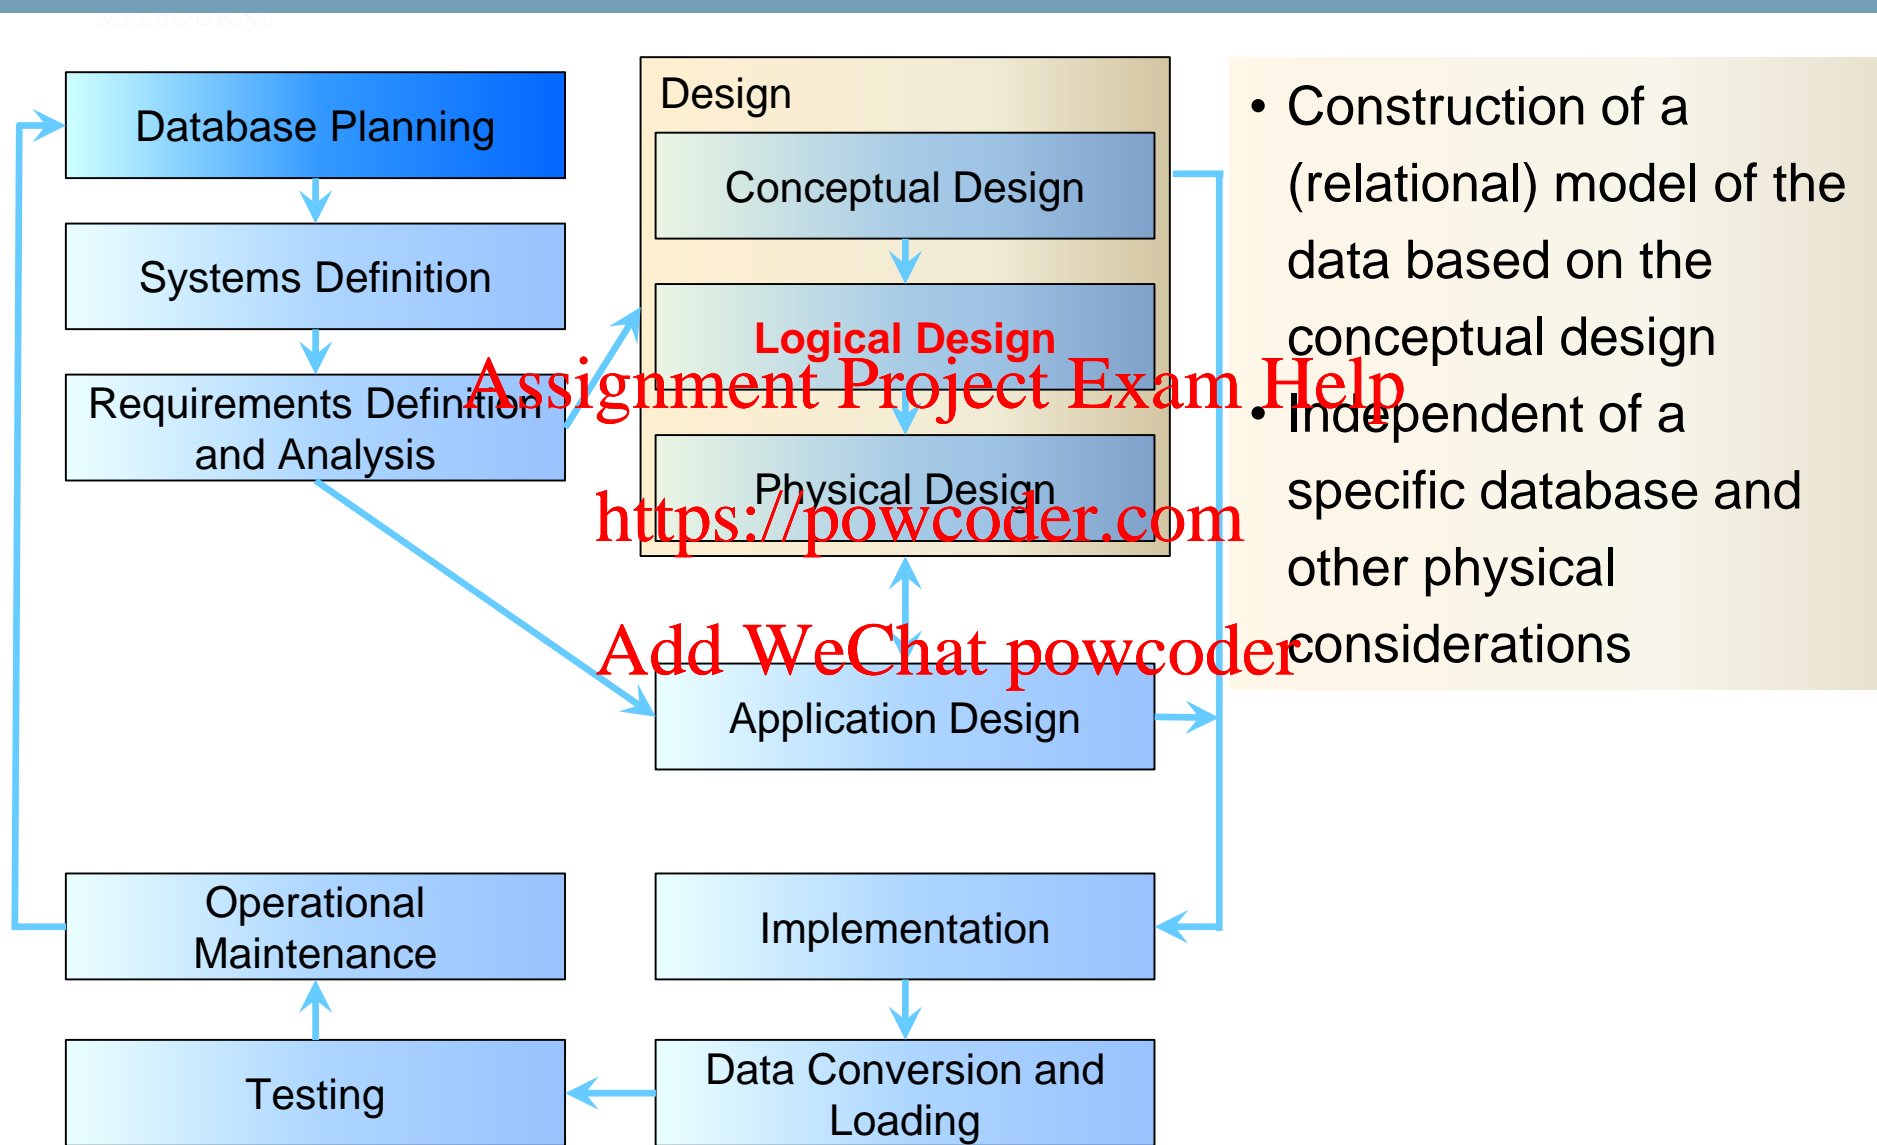 MELBOURNE
Database Planning
Systems Definition
Requirements Definition
and Analysis
Design
Conceptual Design
Logical Design
Physical Design
Application Design
Implementation
Data Conversion and
Loading
Testing
Operational
Maintenance
• Construction of a
(relational) model of the
data based on the
conceptual design
• Independent of a
specific database and
other physical
considerations
Assignment Project Exam Help
https://powcoder.com
Add WeChat powcoder